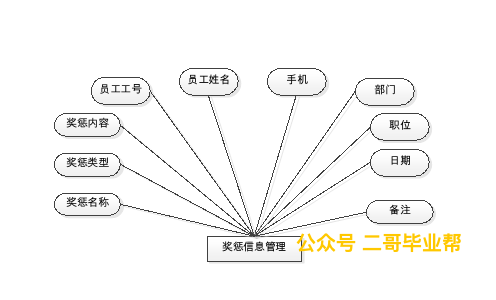 员工姓名
手机
员工工号
部门
奖惩内容
职位
奖惩类型
日期
奖惩名称
备注
奖惩信息管理
公众号 二哥毕业帮